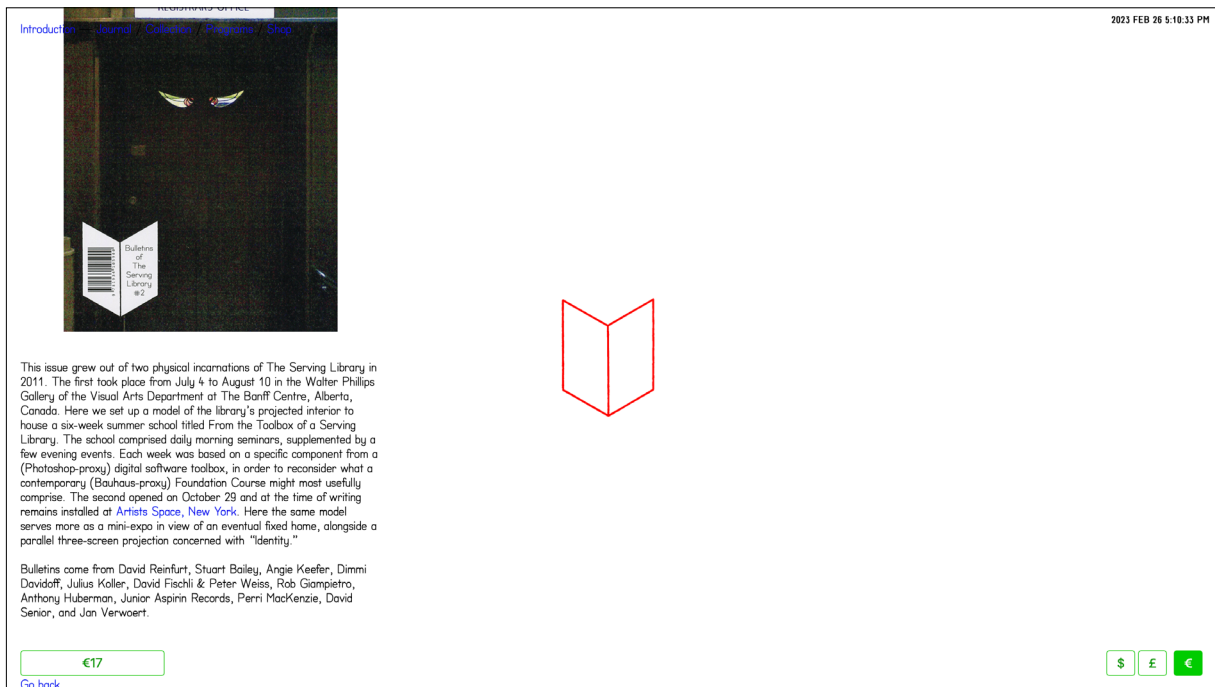 REGISTRAR'S OFFICE
Introduction / Journal / Collection / Programs / Shop
2023 FEB 26 5:10:33 PM
Bulletins
of
The
Serving
Library
#2
This issue grew out of two physical incarnations of The Serving Library in
2011. The first took place from July 4 to August 10 in the Walter Phillips
Gallery of the Visual Arts Department at The Banff Centre, Alberta,
Canada. Here we set up a model of the library's projected interior to
house a six-week summer school titled From the Toolbox of a Serving
Library. The school comprised daily morning seminars, supplemented by a
few evening events. Each week was based on a specific component from a
(Photoshop-proxy) digital software toolbox, in order to reconsider what a
contemporary (Bauhaus-proxy) Foundation Course might most usefully
comprise. The second opened on October 29 and at the time of writing
remains installed at Artists Space, New York. Here the same model
serves more as a mini-expo in view of an eventual fixed home, alongside a
parallel three-screen projection concerned with “Identity.”
Bulletins come from David Reinfurt, Stuart Bailey, Angie Keefer, Dimmi
Davidoff, Julius Koller, David Fischli & Peter Weiss, Rob Giampietro,
Anthony Huberman, Junior Aspirin Records, Perri MacKenzie, David
Senior, and Jan Verwoert.
€17
$ £ €
Go back